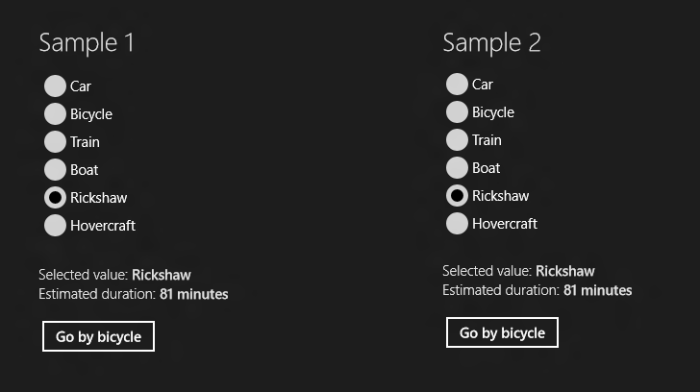 Sample 1
Car
Bicycle
Train
Boat
Rickshaw
Hovercraft
Selected value: Rickshaw
Estimated duration: 81 minutes
Go by bicycle
Sample 2
Car
Bicycle
Train
Boat
Rickshaw
Hovercraft
Selected value: Rickshaw
Estimated duration: 81 minutes
Go by bicycle